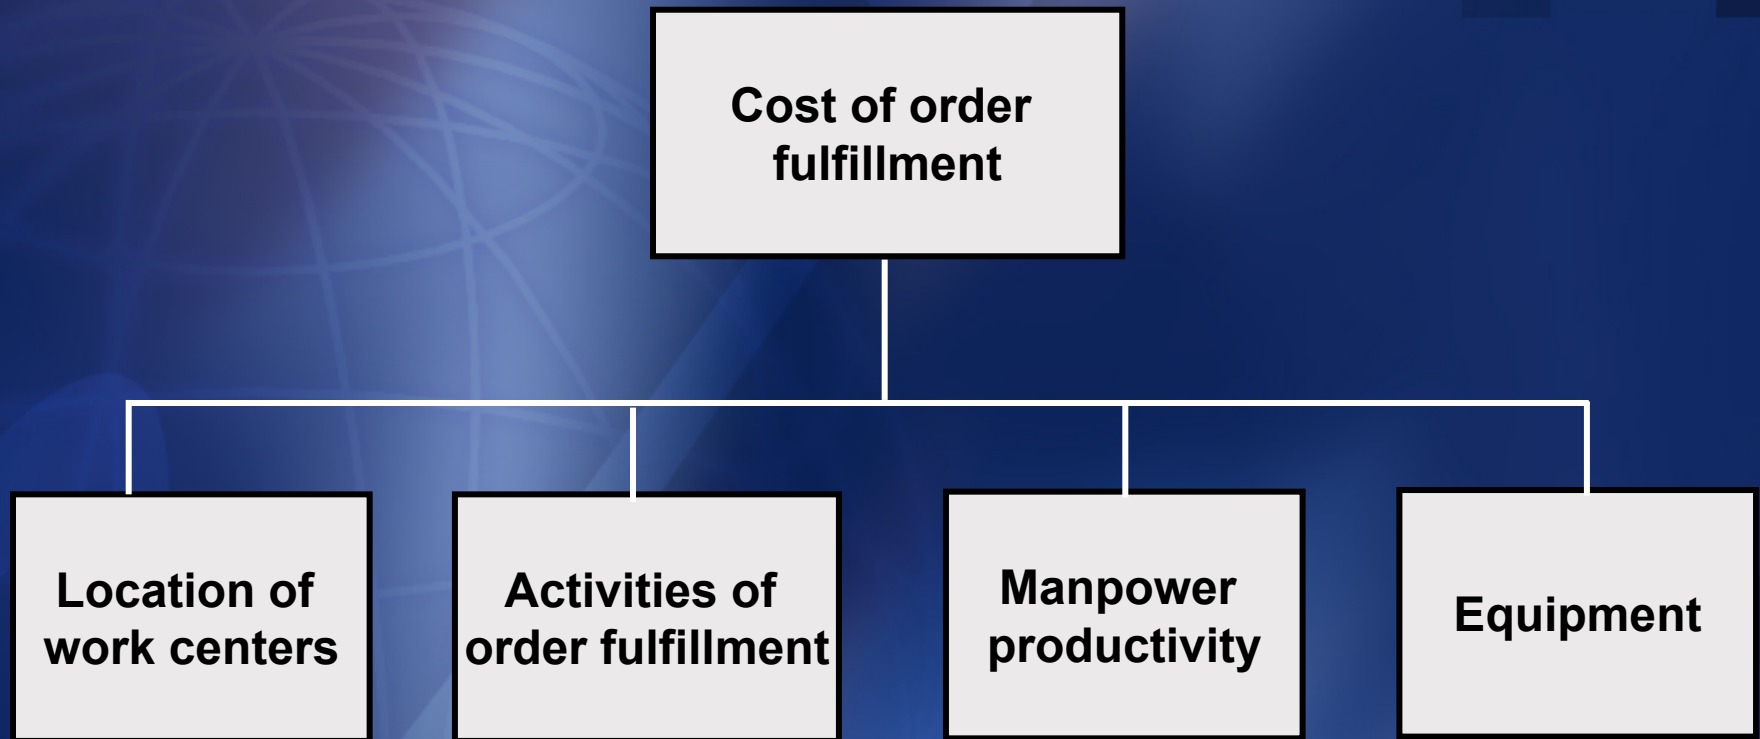 Cost of order
fulfillment
Location of
work centers
Activities of
order fulfillment
Manpower
productivity
Equipment